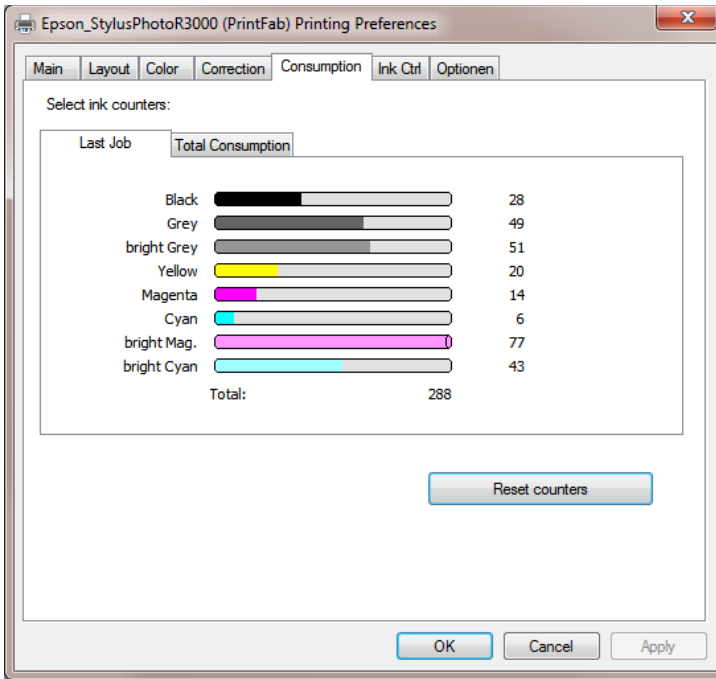 Epson_StylusPhotoR3000 (PrintFab) Printing Preferences
Main Layout Color Correction Consumption Ink Ctrl Optionen
Select ink counters:
Last Job Total Consumption
Black 28
Grey 49
bright Grey 51
Yellow 20
Magenta 14
Cyan 6
bright Mag. 77
bright Cyan 43
Total: 288
Reset counters
OK Cancel Apply